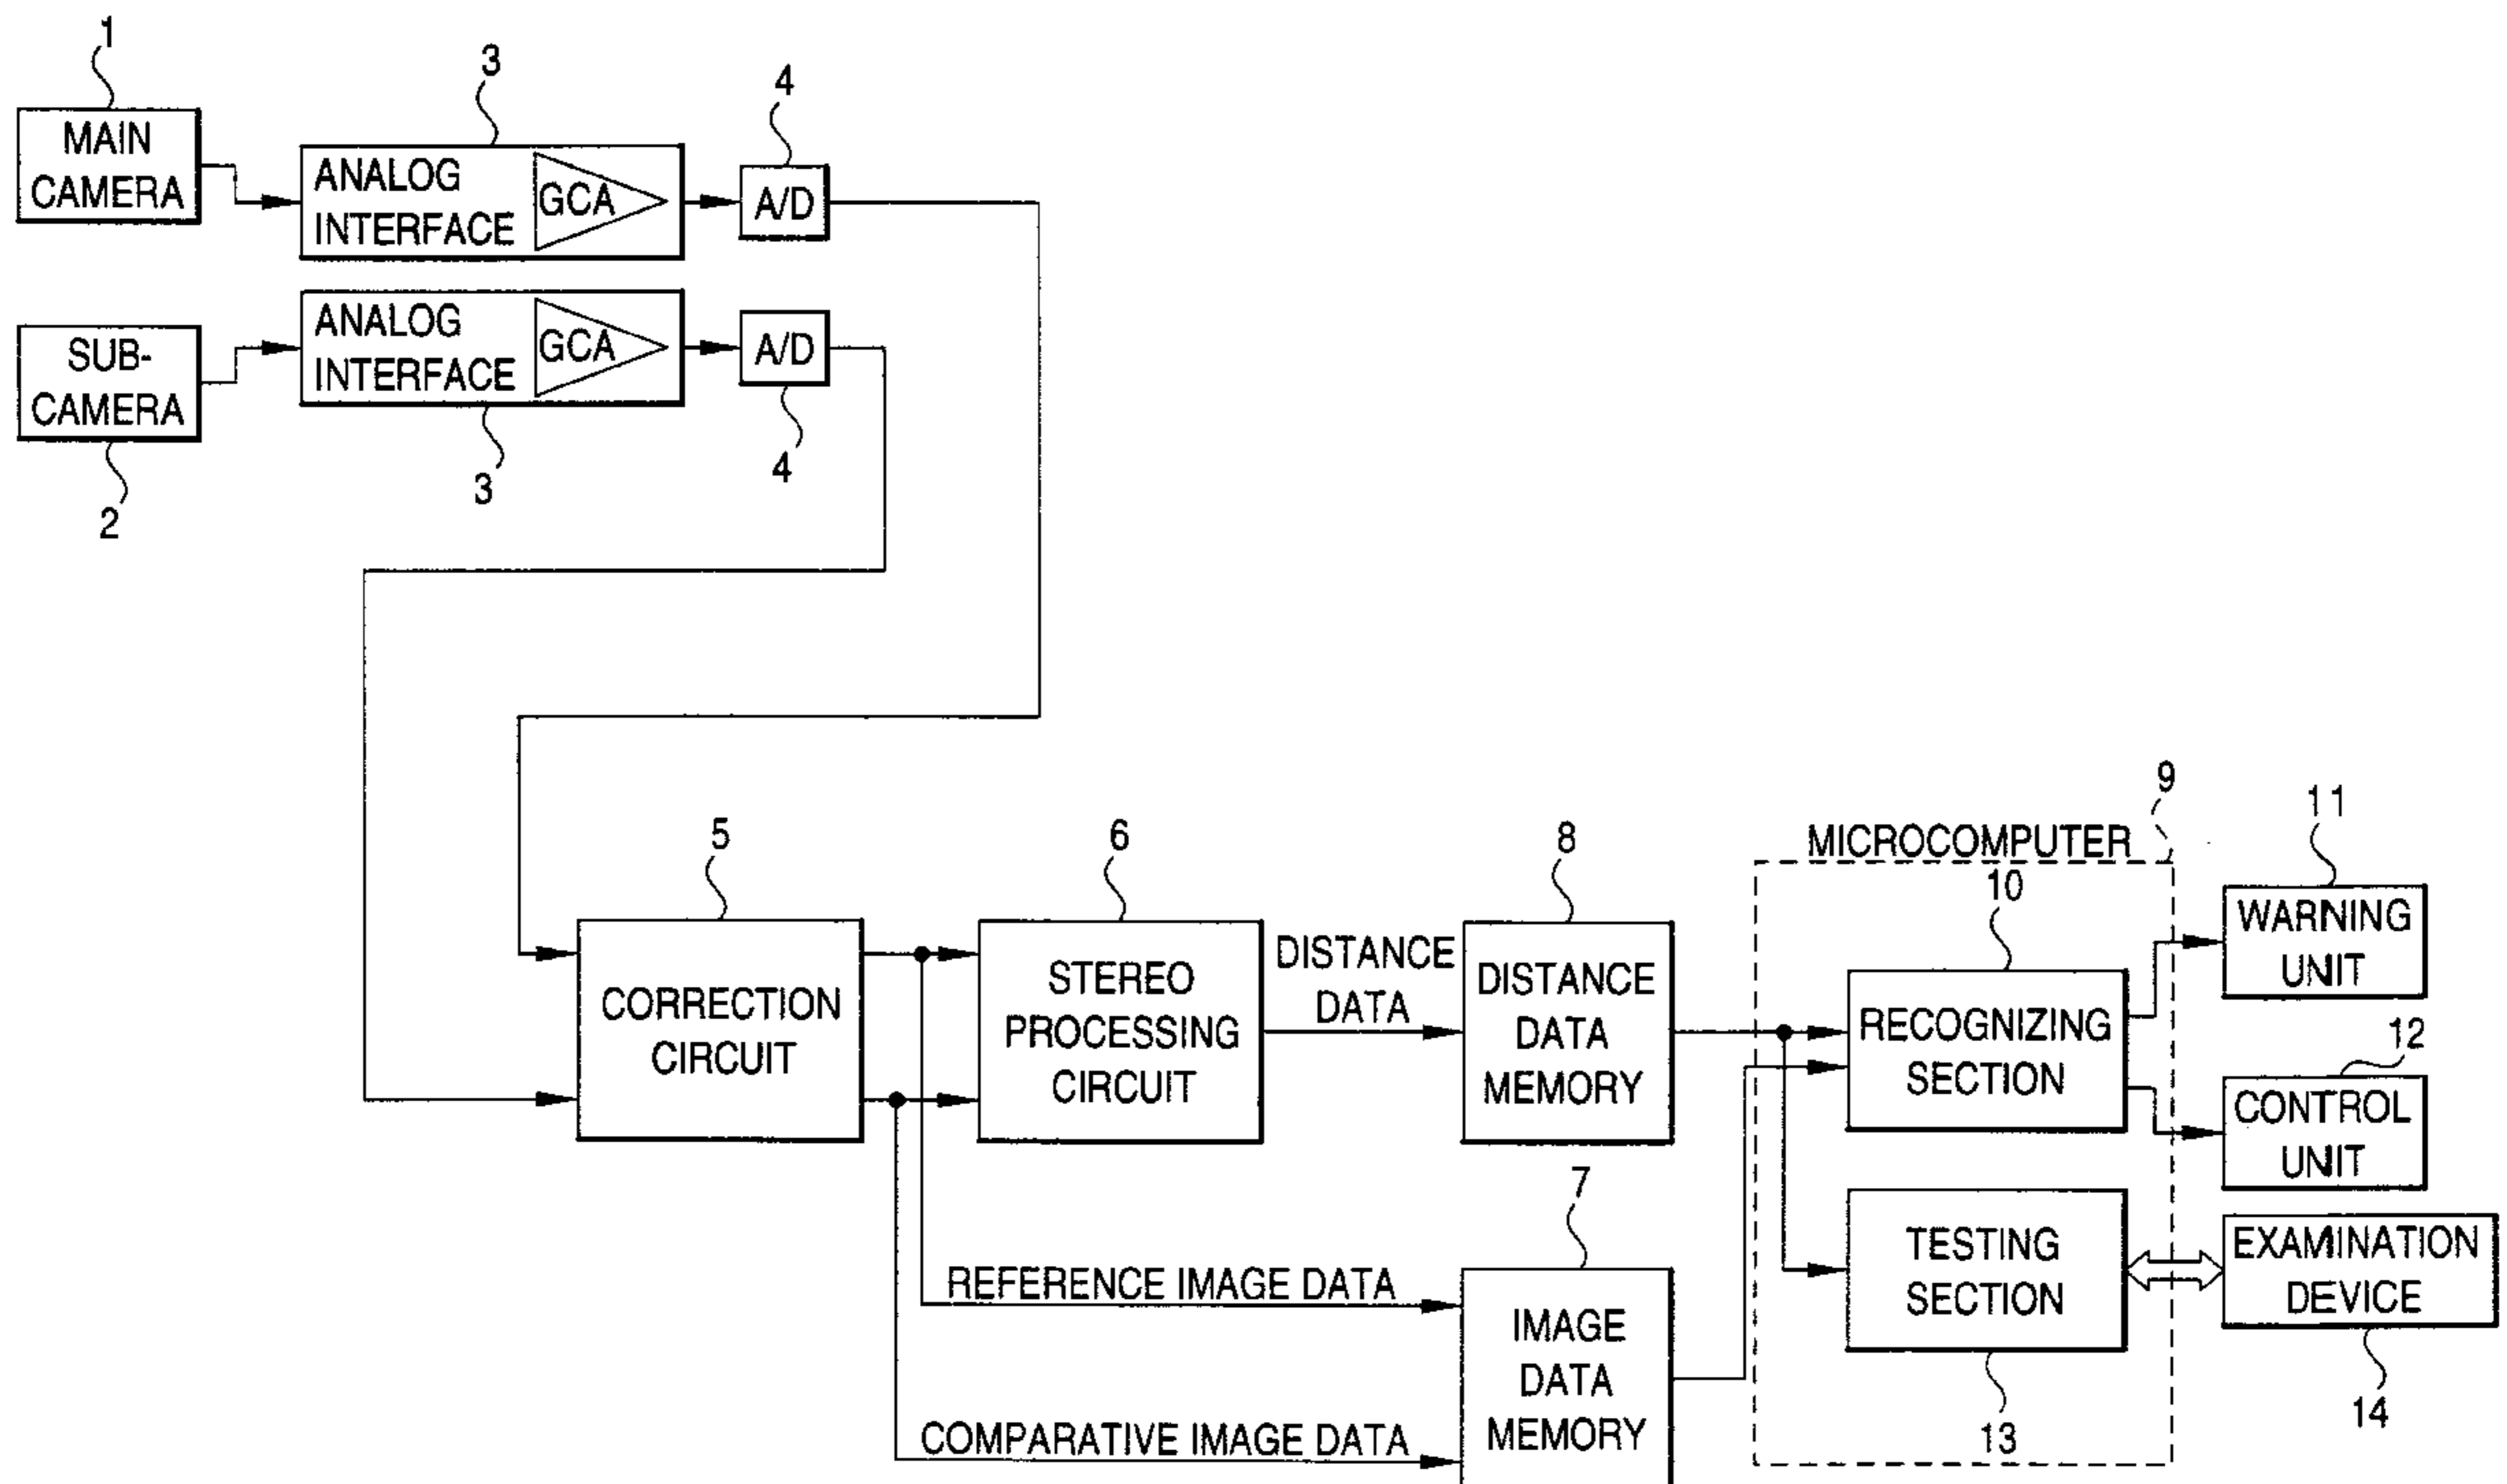 1
MAIN
CAMERA
3
ANALOG
INTERFACE
GCA
4
A/D
SUB-
CAMERA
2
ANALOG
INTERFACE
GCA
3
A/D
4
5
CORRECTION
CIRCUIT
6
STEREO
PROCESSING
CIRCUIT
DISTANCE
DATA
8
DISTANCE
DATA
MEMORY
9
MICROCOMPUTER
10
RECOGNIZING
SECTION
11
WARNING
UNIT
12
CONTROL
UNIT
REFERENCE IMAGE DATA
COMPARATIVE IMAGE DATA
7
IMAGE
DATA
MEMORY
TESTING
SECTION
13
EXAMINATION
DEVICE
14